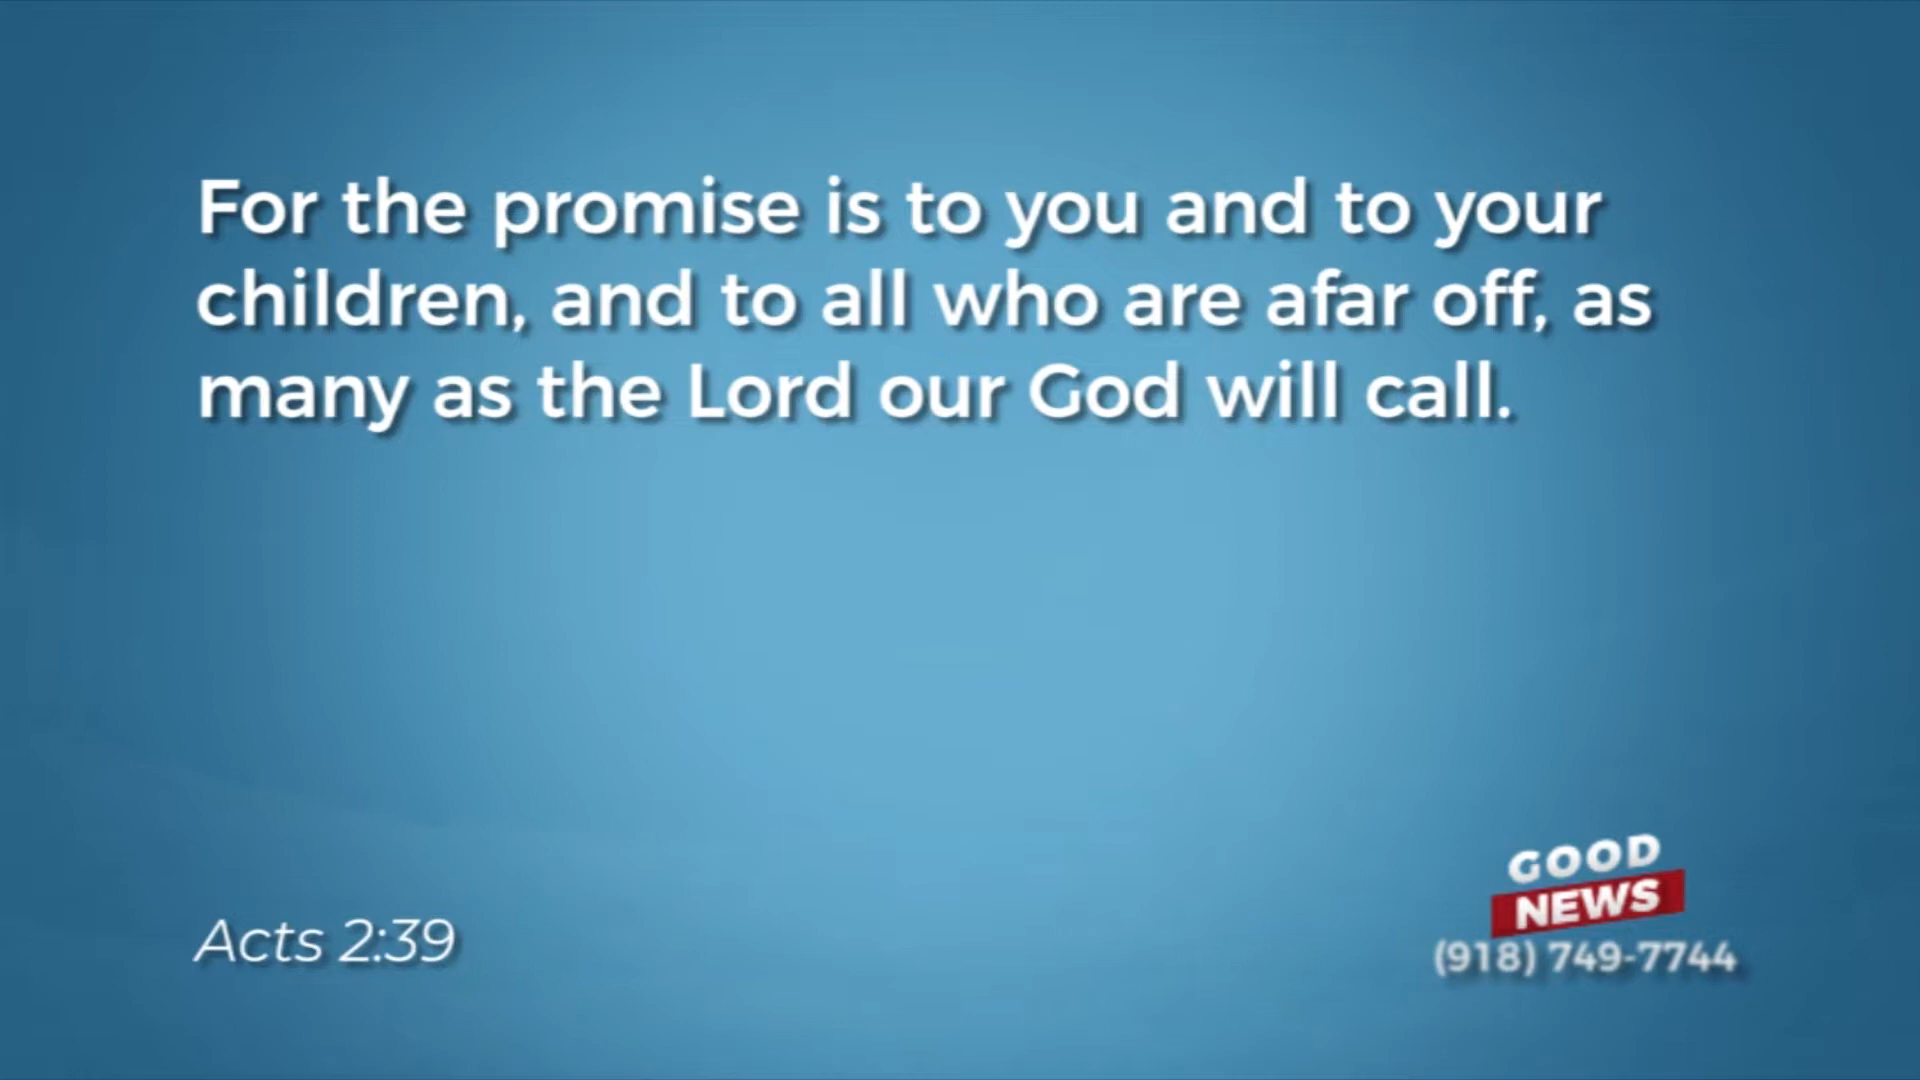 For the promise is to you and to your
children, and to all who are afar off, as
many as the Lord our God will call.
Acts 2:39
GOOD
NEWS
(918) 749-7744